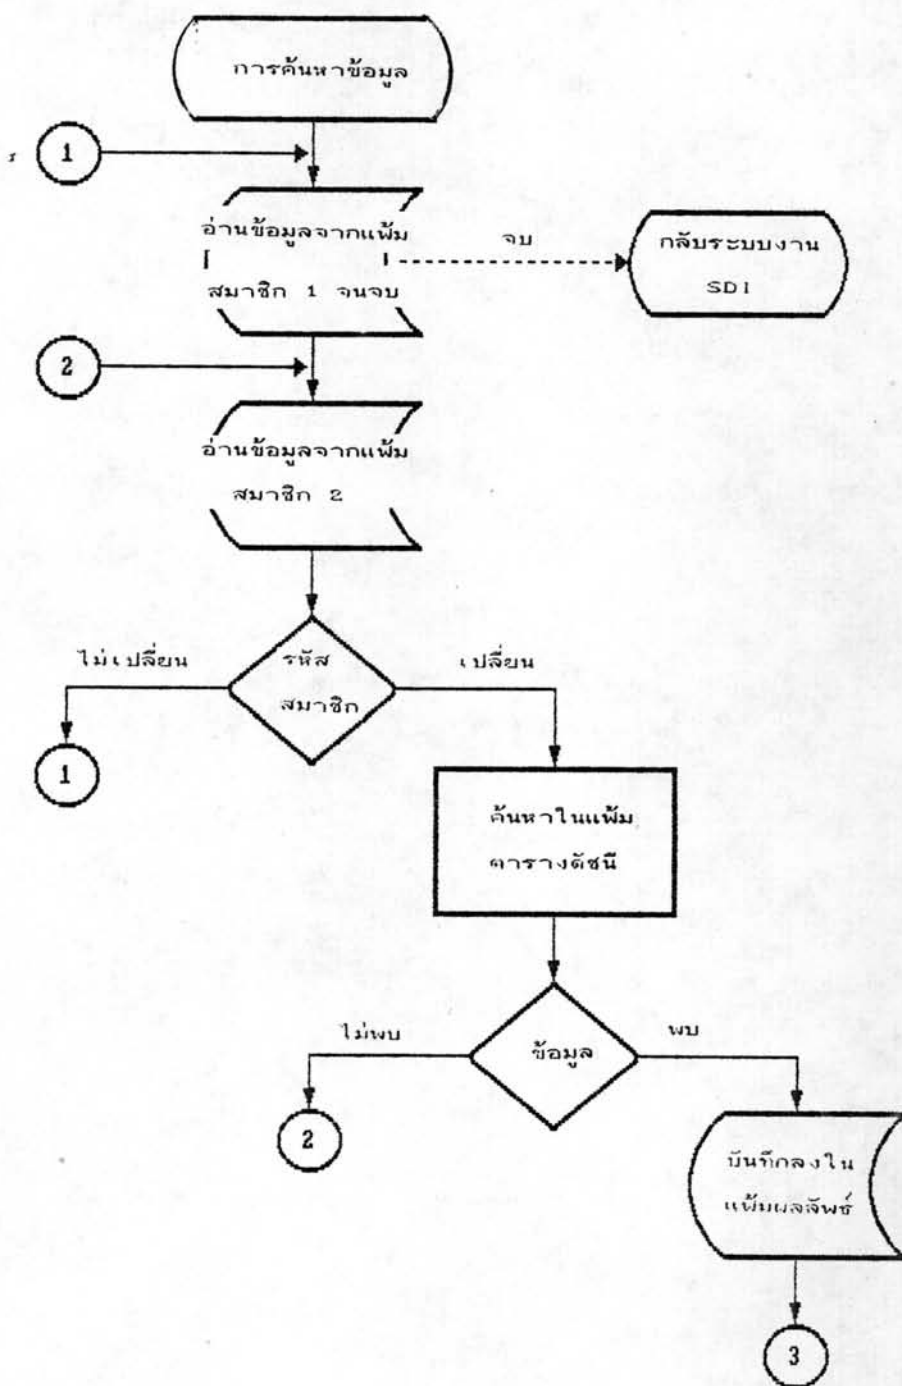 การค้นหาข้อมูล
1
อ่านข้อมูลจากแฟ้ม
สมาชิก 1 จนจบ
จบ
กลับระบบงาน
SDI
2
อ่านข้อมูลจากแฟ้ม
สมาชิก 2
ไม่เปลี่ยน
รหัส
สมาชิก
เปลี่ยน
1
ค้นหาในแฟ้ม
ตารางดัชนี
ไม่พบ
ข้อมูล
พบ
2
บันทึกลงใน
แฟ้มผลลัพธ์
3